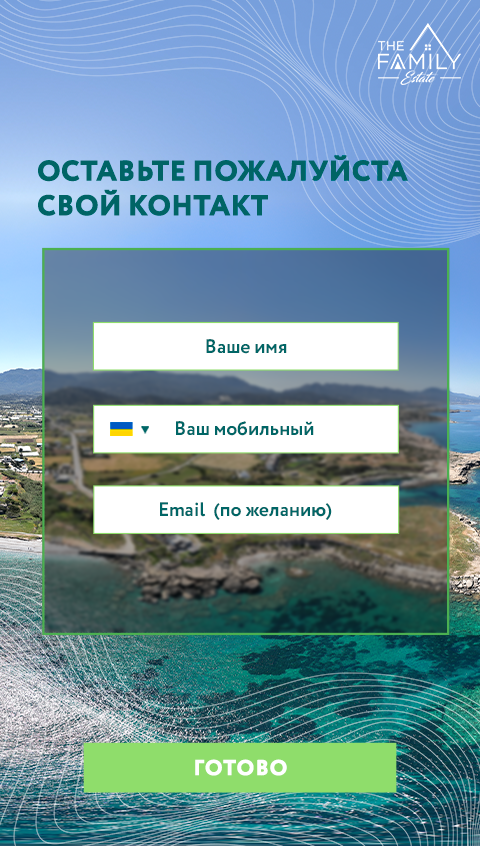 THE
FAMILY
Estate
ОСТАВЬТЕ ПОЖАЛУЙСТА
СВОЙ КОНТАКТ
Ваше имя
Ваш мобильный
Email (по желанию)
ГОТОВО